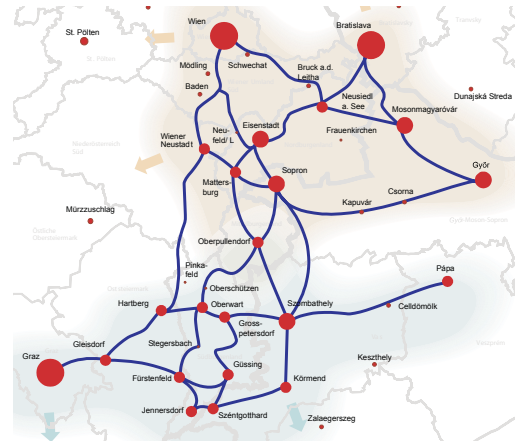 Wien
Bratislava
St. Pölten
Mödling
Schwechat
Baden
Bruck a.d.
Leitha
Neusiedl
a. See
Dunajská Streda
Mosonmagyaróvár
Wiener
Neustadt
Neu-
feld/ L
Eisenstadt
Frauenkirchen
Matters-
burg
Sopron
Győr
Csorna
Kapuvár
Mürzzuschlag
Oberpullendorf
Pinka-
feld
Oberschützen
Pápa
Hartberg
Oberwart
Szombathely
Celldömölk
Gross-
petersdorf
Gleisdorf
Stegersbach
Graz
Fürstenfeld
Güssing
Keszthely
Körmend
Jennersdorf
Széntgotthard
Zalaegerszeg